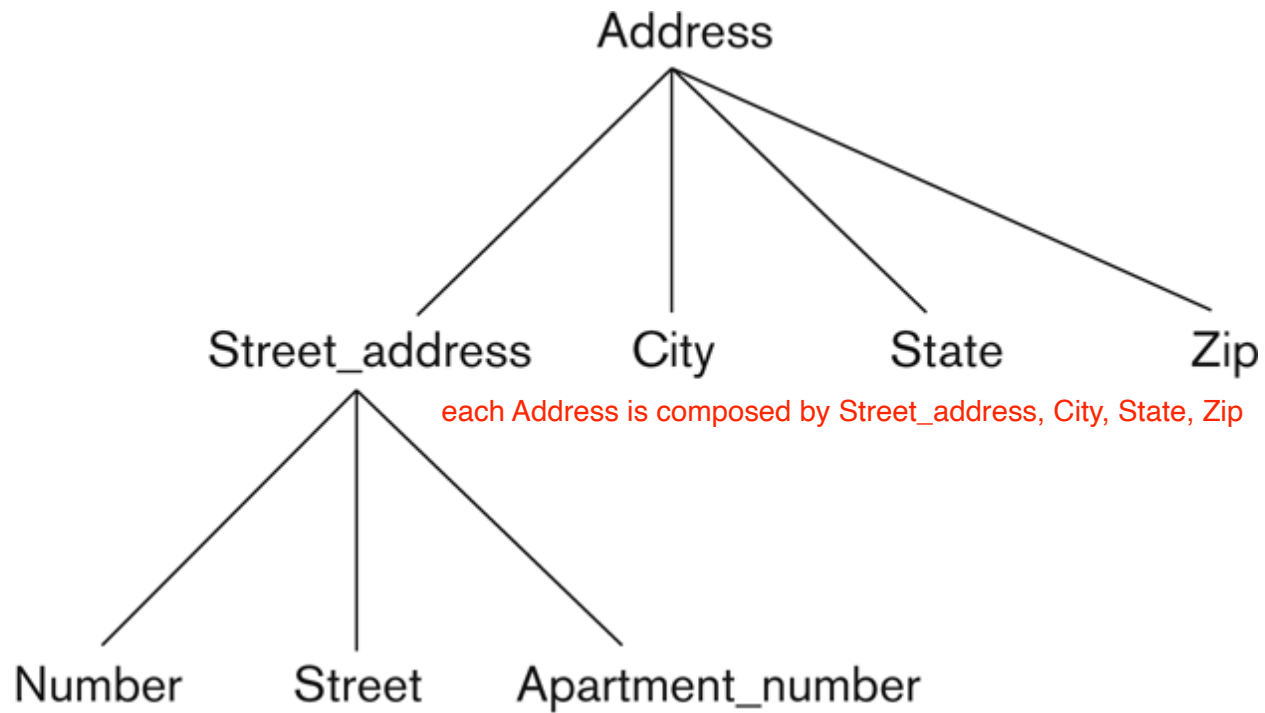 Address
Street_address City State Zip
each Address is composed by Street_address, City, State, Zip
Number Street Apartment_number